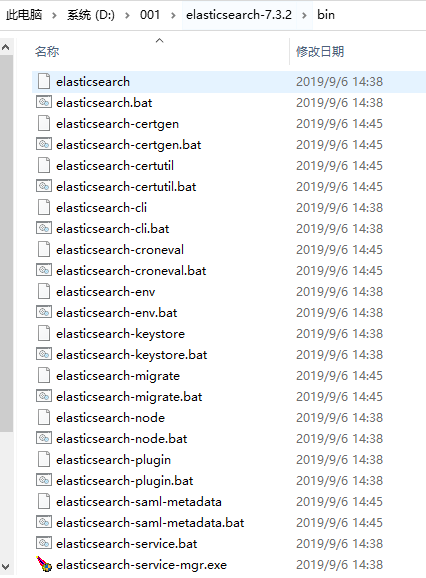 此电脑 > 系统 (D:) > 001 > elasticsearch-7.3.2 > bin
名称 修改日期
elasticsearch 2019/9/6 14:38
elasticsearch.bat 2019/9/6 14:38
elasticsearch-certgen 2019/9/6 14:45
elasticsearch-certgen.bat 2019/9/6 14:45
elasticsearch-certutil 2019/9/6 14:45
elasticsearch-certutil.bat 2019/9/6 14:45
elasticsearch-cli 2019/9/6 14:38
elasticsearch-cli.bat 2019/9/6 14:38
elasticsearch-croneval 2019/9/6 14:45
elasticsearch-croneval.bat 2019/9/6 14:45
elasticsearch-env 2019/9/6 14:38
elasticsearch-env.bat 2019/9/6 14:38
elasticsearch-keystore 2019/9/6 14:38
elasticsearch-keystore.bat 2019/9/6 14:38
elasticsearch-migrate 2019/9/6 14:45
elasticsearch-migrate.bat 2019/9/6 14:45
elasticsearch-node 2019/9/6 14:38
elasticsearch-node.bat 2019/9/6 14:38
elasticsearch-plugin 2019/9/6 14:38
elasticsearch-plugin.bat 2019/9/6 14:38
elasticsearch-saml-metadata 2019/9/6 14:45
elasticsearch-saml-metadata.bat 2019/9/6 14:45
elasticsearch-service.bat 2019/9/6 14:38
elasticsearch-service-mgr.exe 2019/9/6 14:38